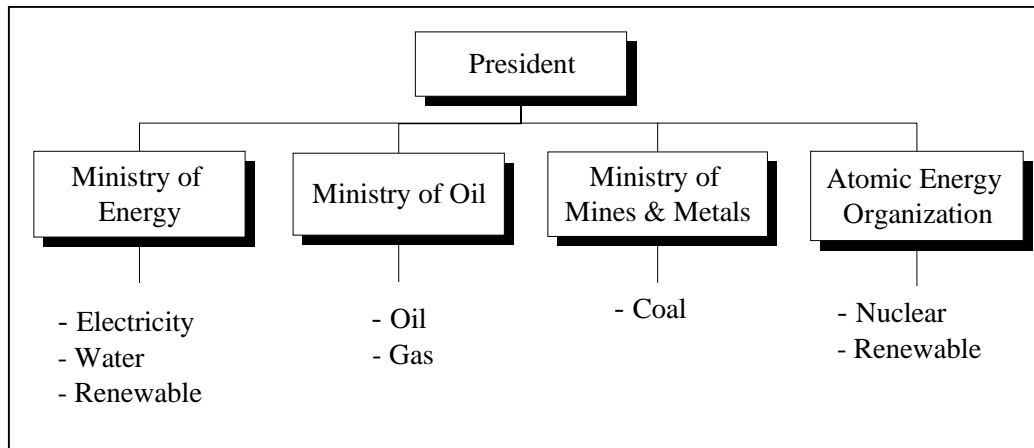 President
Ministry of
Energy
Ministry of Oil
Ministry of
Mines & Metals
Atomic Energy
Organization
- Electricity
- Water
- Renewable
- Oil
- Gas
- Coal
- Nuclear
- Renewable